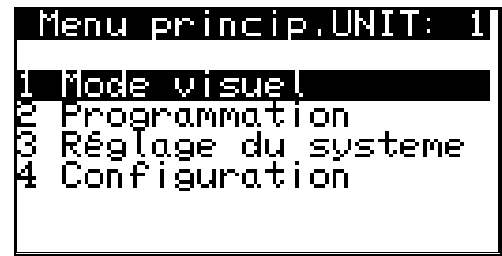 Menu princip.UNIT: 1
1 Mode visuel
2 Programmation
3 Réglage du systeme
4 Configuration